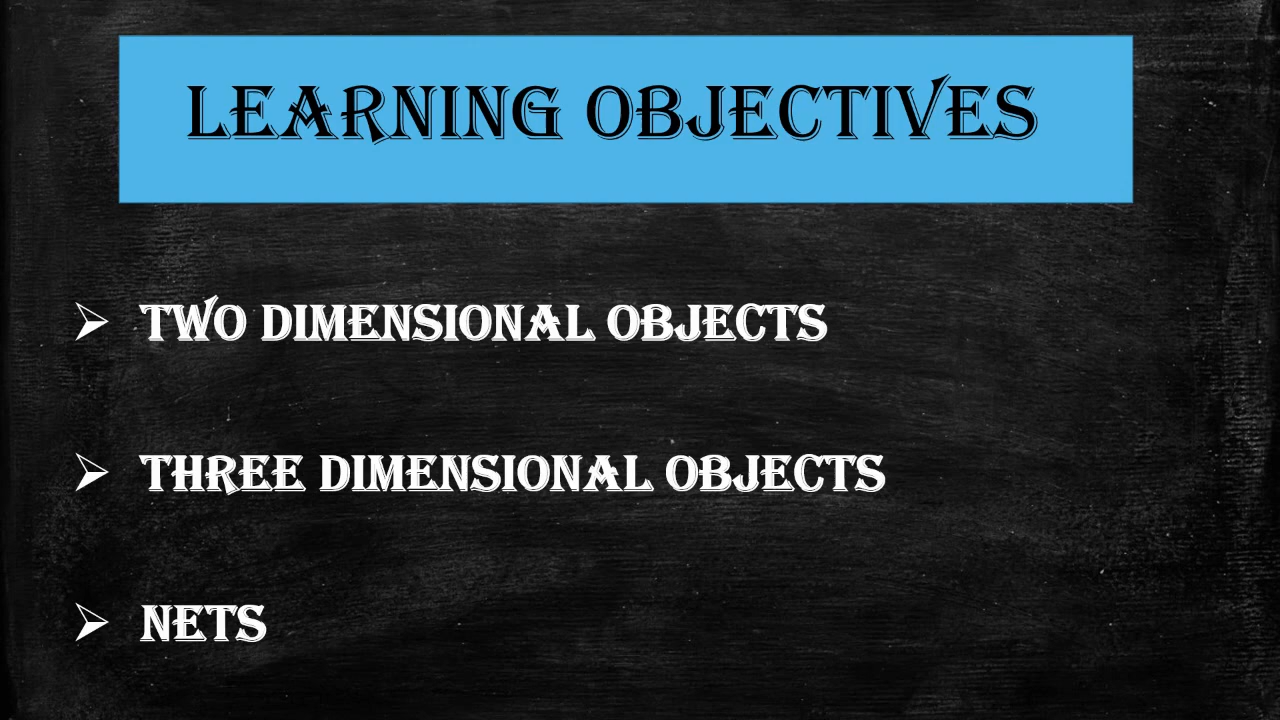 LEARNING OBJECTIVES
➢ TWO DIMENSIONAL OBJECTS
➢ THREE DIMENSIONAL OBJECTS
➢ NETS